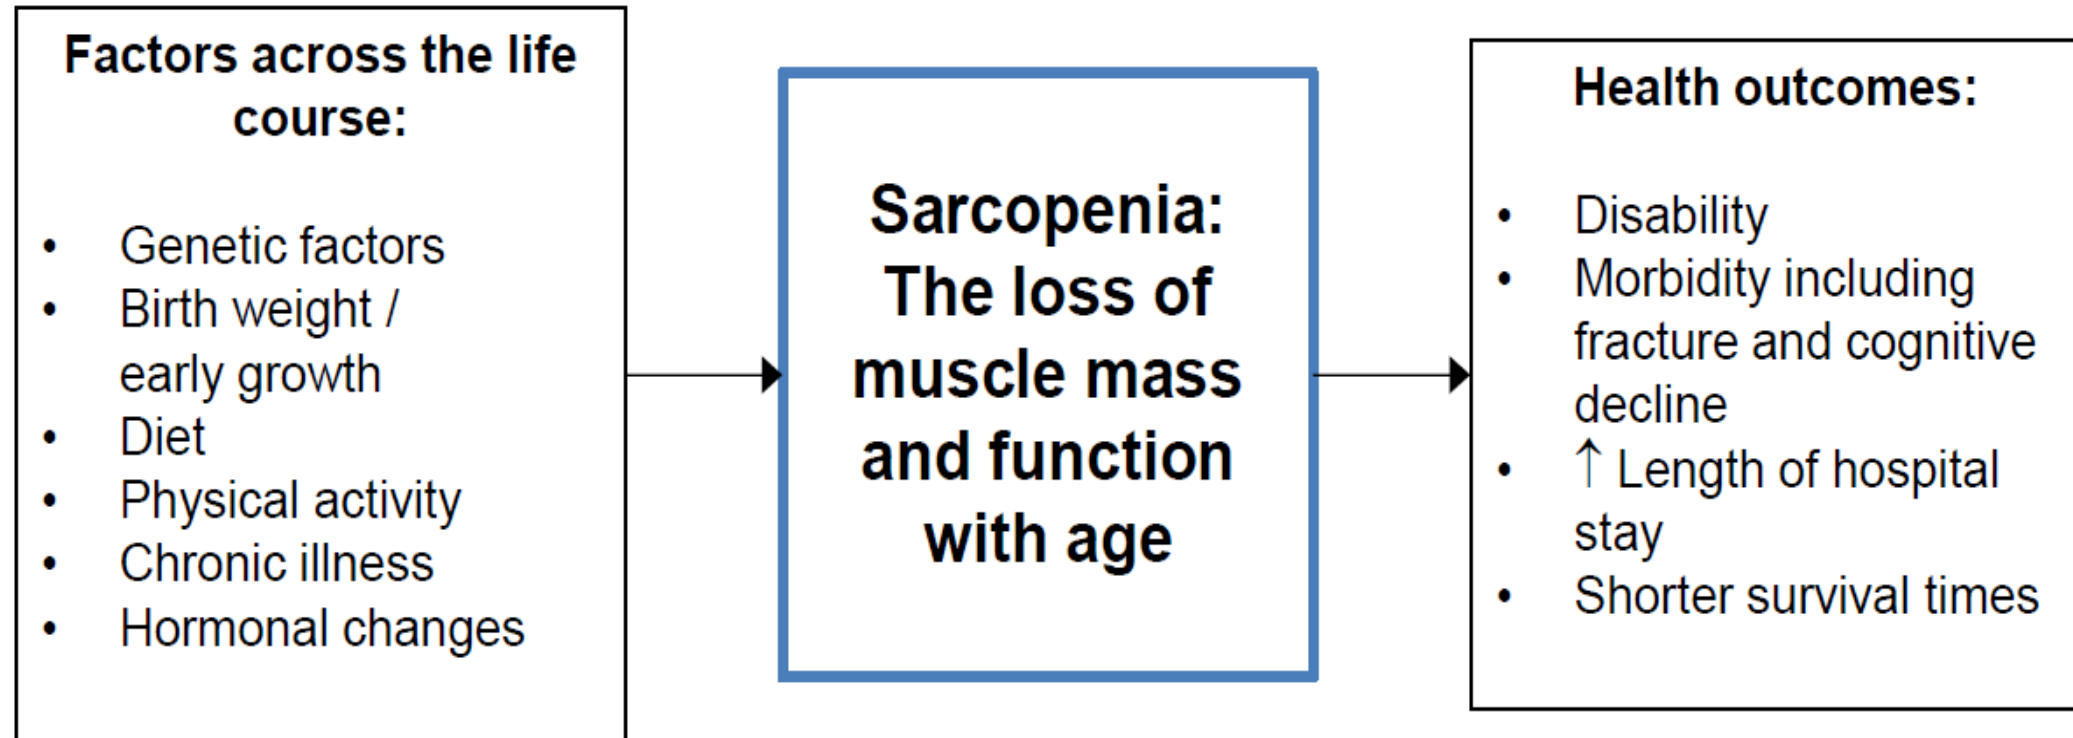 Factors across the life
course:
• Genetic factors
• Birth weight /
early growth
• Diet
• Physical activity
• Chronic illness
• Hormonal changes
Sarcopenia:
The loss of
muscle mass
and function
with age
Health outcomes:
• Disability
• Morbidity including
fracture and cognitive
decline
• ↑ Length of hospital
stay
• Shorter survival times